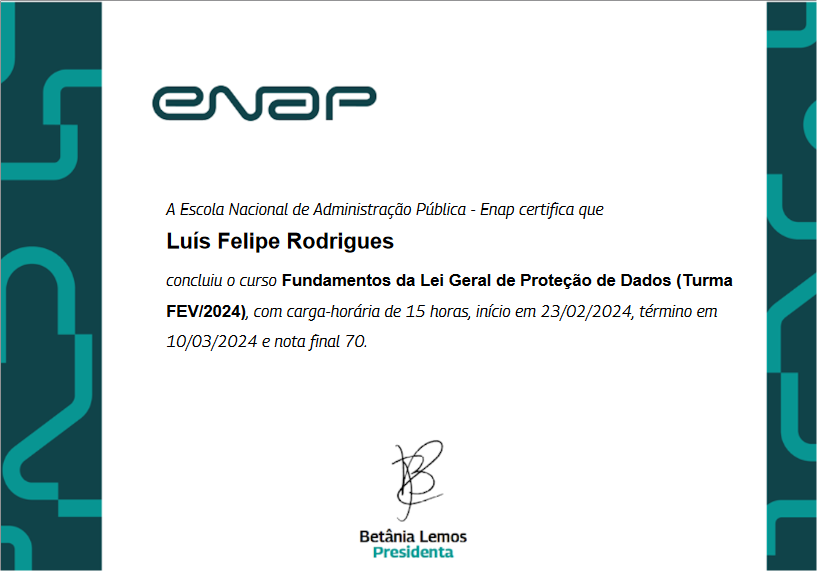 enap
A Escola Nacional de Administração Pública - Enap certifica que
Luís Felipe Rodrigues
concluiu o curso Fundamentos da Lei Geral de Proteção de Dados (Turma
FEV/2024), com carga-horária de 15 horas, início em 23/02/2024, término em
10/03/2024 e nota final 70.
Betânia Lemos
Presidenta